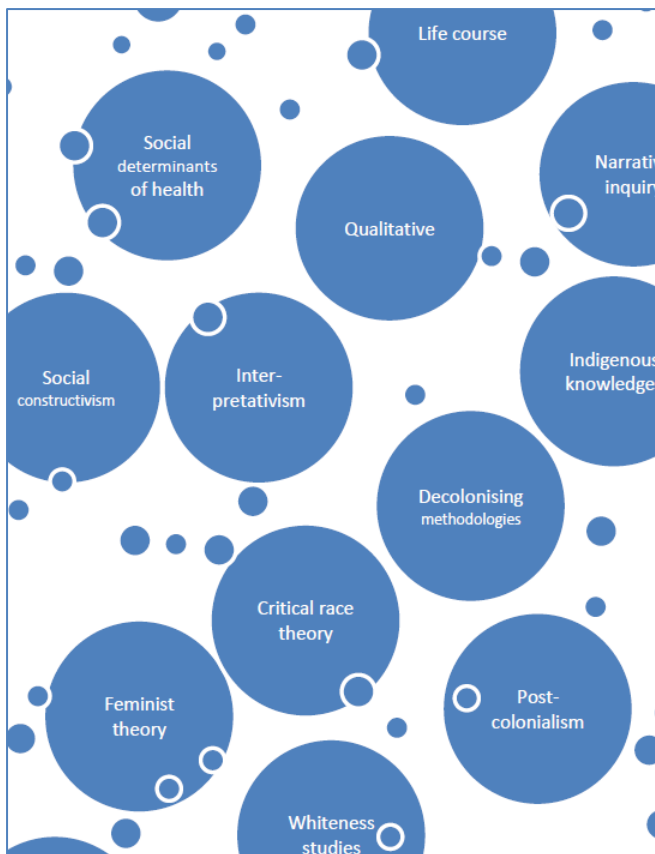 Life course
Social
determinants
of health
Narrativ
inquiry
Qualitative
Social
constructivism
Inter-
pretativism
Indigenous
knowledge
Decolonising
methodologies
Critical race
theory
Feminist
theory
Post-
colonialism
Whiteness
studies